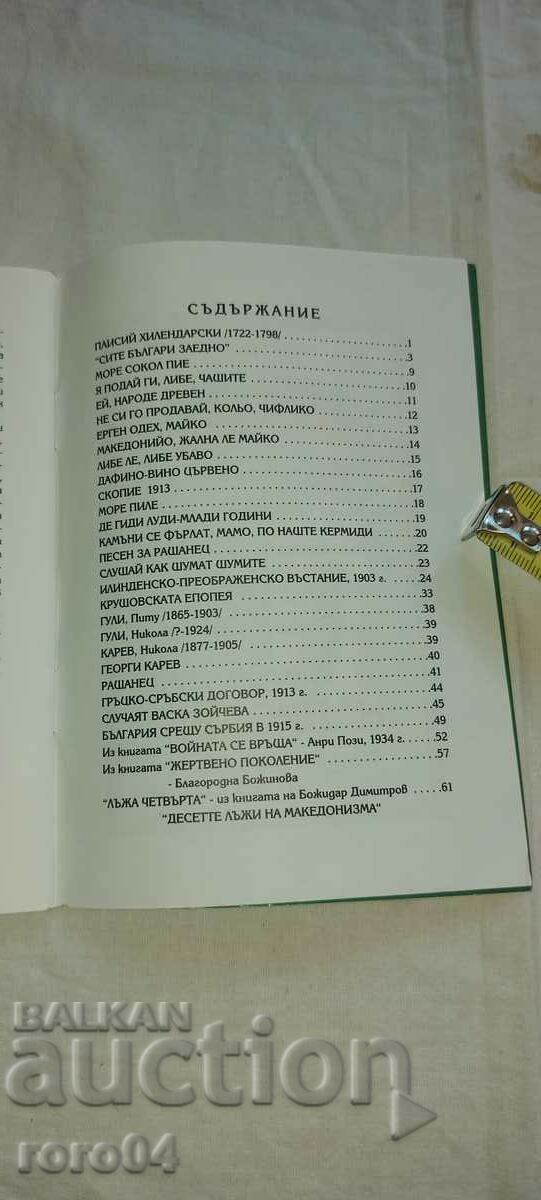 СЪДЪРЖАНИЕ
ПАИСИЙ ХИЛЕНДАРСКИ /1722-1798/ ........ 1
"СИТЕ БЪЛГАРИ ЗАЕДНО" ........ 3
МОРЕ СОКОЛ ПИЕ ........ 9
Я ПОДАЙ ГИ, ЛИБЕ, ЧАШИТЕ ........ 10
ЕЙ, НАРОДЕ ДРЕВЕН ........ 11
НЕ СИ ГО ПРОДАВАЙ, КОЛЬО, ЧИФЛИКО ........ 12
ЕРГЕН ОДЕХ, МАЙКО ........ 13
МАКЕДОНИЙО, ЖАЛНА ЛЕ МАЙКО ........ 14
ЛИБЕ ЛЕ, ЛИБЕ УБАВО ........ 15
ДАФИНО-ВИНО ЦЪРВЕНО ........ 16
СКОПИЕ 1913 ........ 17
МОРЕ ПИЛЕ ........ 18
ДЕ ГИДИ ЛУДИ-МЛАДИ ГОДИНИ ........ 19
КАМЪНИ СЕ ФЪРЛАТ, МАМО, ПО НАШТЕ КЕРМИДИ ........ 20
ПЕСЕН ЗА РАШАНЕЦ ........ 22
СЛУШАЙ КАК ШУМАТ ШУМИТЕ ........ 23
ИЛИНДЕНСКО-ПРЕОБРАЖЕНСКО ВЪСТАНИЕ, 1903 г. ........ 24
КРУШОВСКАТА ЕПОПЕЯ ........ 33
ГУЛИ, Питу /1865-1903/ ........ 38
ГУЛИ, Никола /?-1924/ ........ 39
КАРЕВ, Никола /1877-1905/ ........ 39
ГЕОРГИ КАРЕВ ........ 40
РАШАНЕЦ ........ 41
ГРЪЦКО-СРЪБСКИ ДОГОВОР, 1913 г. ........ 44
СЛУЧАЯТ ВАСКА ЗОЙЧЕВА ........ 45
БЪЛГАРИЯ СРЕЩУ СЪРБИЯ В 1915 г. ........ 49
Из книгата "ВОЙНАТА СЕ ВРЪЩА" - Анри Пози, 1934 г. ........ 52
Из книгата "ЖЕРТВЕНО ПОКОЛЕНИЕ" ........ 57
- Благородна Божинова
"ЛЪЖА ЧЕТВЪРТА" - из книгата на Божидар Димитров ..... 61
"ДЕСЕТТЕ ЛЪЖИ НА МАКЕДОНИЗМА"
BALKAN
auction
roro04